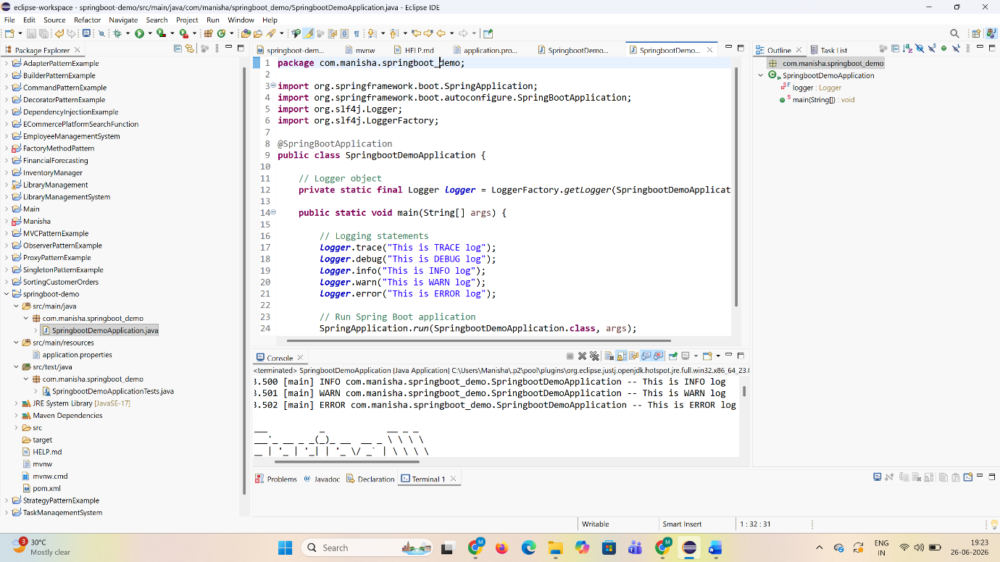 eclipse-workspace - springboot-demo/src/main/java/com/manisha/springboot_demo/SpringbootDemoApplication.java - Eclipse IDE
File Edit Source Refactor Navigate Search Project Run Window Help
Package Explorer
AdapterPatternExample
BuilderPatternExample
CommandPatternExample
DecoratorPatternExample
DependencyInjectionExample
ECommercePlatformSearchFunction
EmployeeManagementSystem
FactoryMethodPattern
FinancialForecasting
InventoryManager
LibraryManagement
LibraryManagementSystem
Main
Manisha
MVCPatternExample
ObserverPatternExample
ProxyPatternExample
SingletonPatternExample
SortingCustomerOrders
springboot-demo
src/main/java
com.manisha.springboot_demo
SpringbootDemoApplication.java
src/main/resources
application.properties
src/test/java
com.manisha.springboot_demo
SpringbootDemoApplicationTests.java
JRE System Library [JavaSE-17]
Maven Dependencies
src
target
HELP.md
mvnw
mvnw.cmd
pom.xml
StrategyPatternExample
TaskManagementSystem
springboot-dem... mvnw HELP.md application.pro... SpringbootDemo... SpringbootDemo...
1 package com.manisha.springboot_demo;
2
3 import org.springframework.boot.SpringApplication;
4 import org.springframework.boot.autoconfigure.SpringBootApplication;
5 import org.slf4j.Logger;
6 import org.slf4j.LoggerFactory;
7
8 @SpringBootApplication
9 public class SpringbootDemoApplication {
10
11 // Logger object
12 private static final Logger logger = LoggerFactory.getLogger(SpringbootDemoApplicat
13
14 public static void main(String[] args) {
15
16 // Logging statements
17 logger.trace("This is TRACE log");
18 logger.debug("This is DEBUG log");
19 logger.info("This is INFO log");
20 logger.warn("This is WARN log");
21 logger.error("This is ERROR log");
22
23 // Run Spring Boot application
24 SpringApplication.run(SpringbootDemoApplication.class, args);
Console
<terminated> SpringbootDemoApplication [Java Application] C:\Users\Manisha\.p2\pool\plugins\org.eclipse.justj.openjdk.hotspot.jre.full.win32.x86_64_23.0
3.500 [main] INFO com.manisha.springboot_demo.SpringbootDemoApplication -- This is INFO log
3.501 [main] WARN com.manisha.springboot_demo.SpringbootDemoApplication -- This is WARN log
3.502 [main] ERROR com.manisha.springboot_demo.SpringbootDemoApplication -- This is ERROR log
Problems Javadoc Declaration Terminal 1
Outline Task List
com.manisha.springboot_demo
SpringbootDemoApplication
logger : Logger
main(String[]) : void
Writable Smart Insert 1 : 32 : 31
3 30°C
Mostly clear
Search
ENG
IN
19:23
26-06-2026